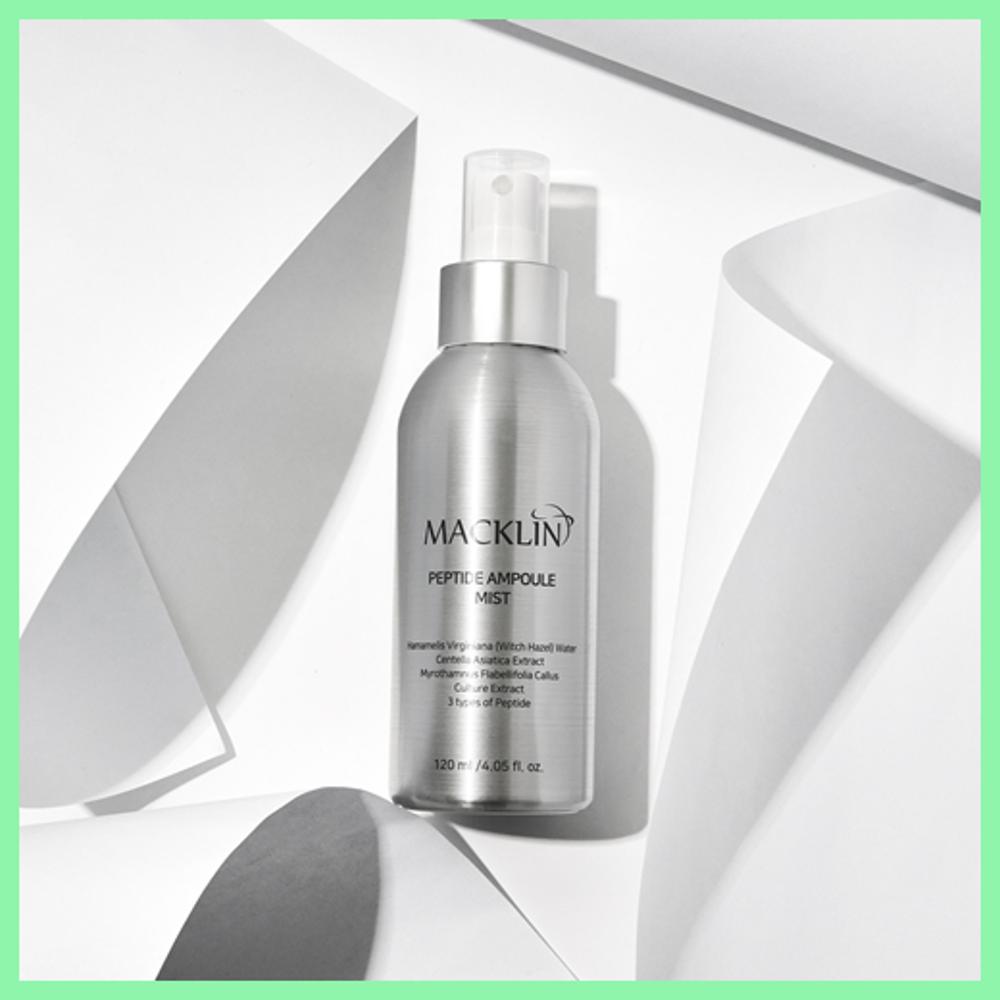 MACKLIN
PEPTIDE AMPOULE
MIST
Hamamelis Virginiana (Witch Hazel) Water
Centella Asiatica Extract
Myrothamnus Flabellifolia Callus
Culture Extract
3 types of Peptide
120 ml /4.05 fl. oz.